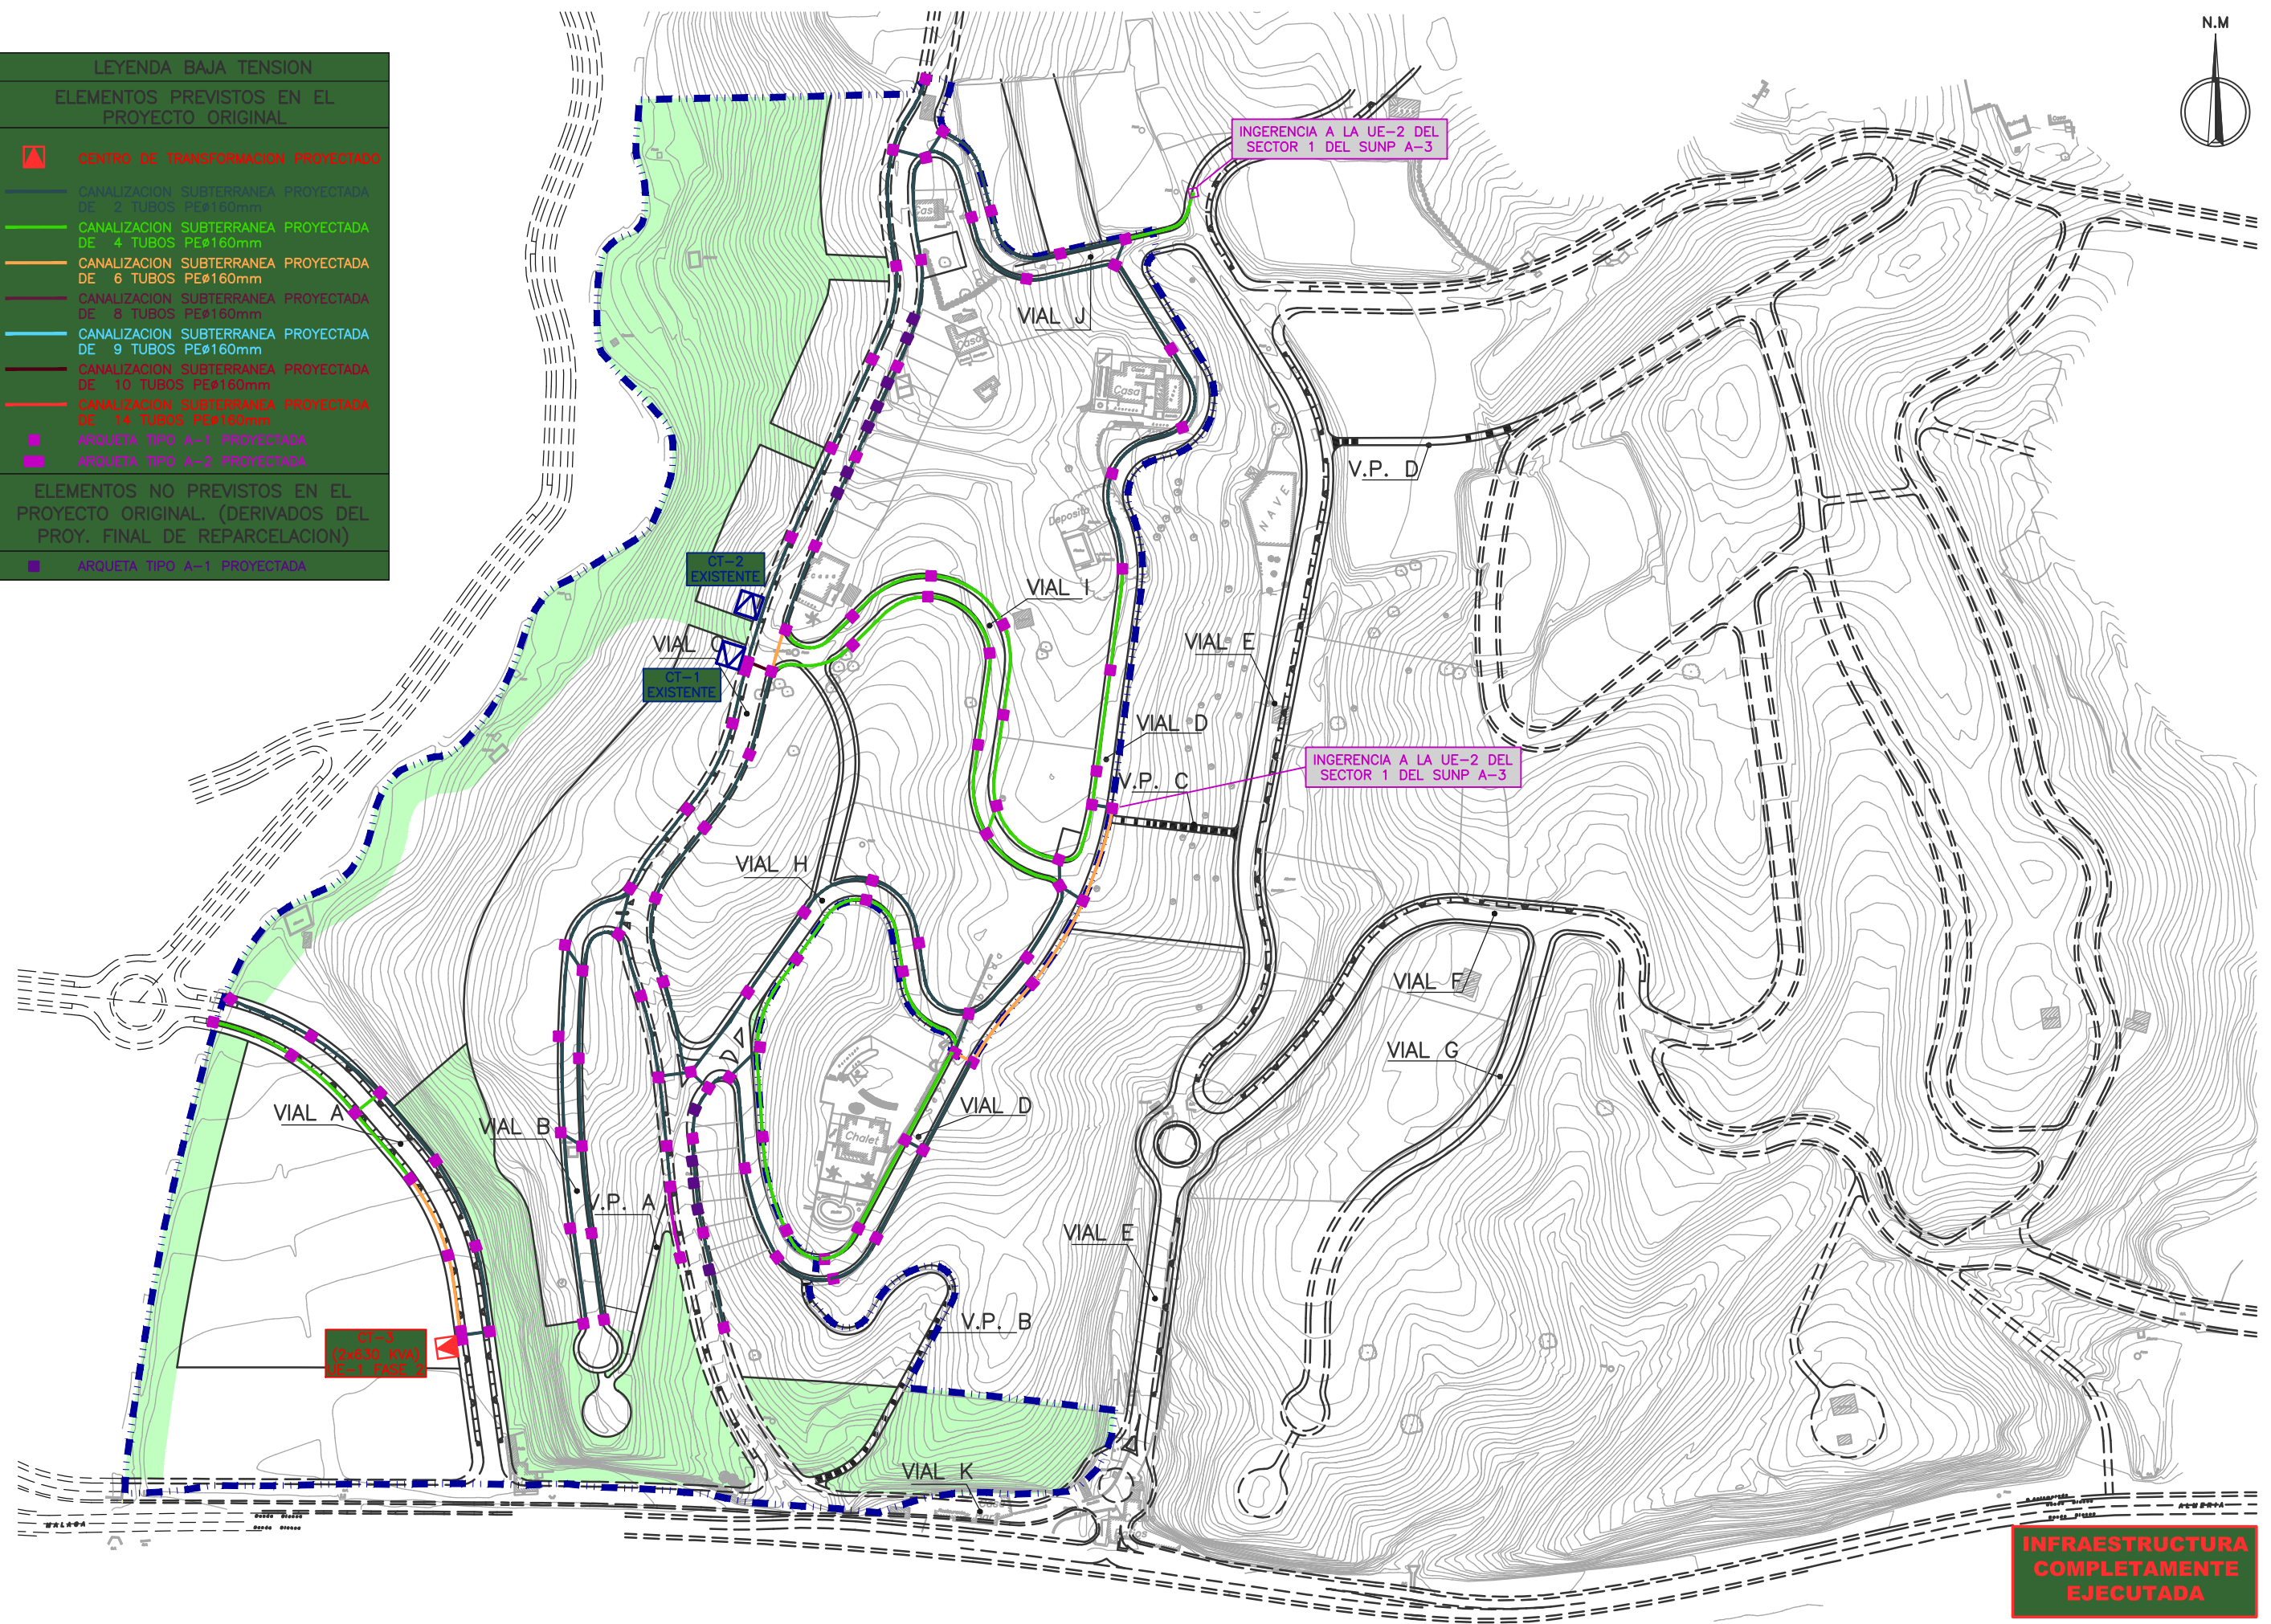 N.M
LEYENDA BAJA TENSION
ELEMENTOS PREVISTOS EN EL
PROYECTO ORIGINAL
CENTRO DE TRANSFORMACION PROYECTADO
CANALIZACION SUBTERRANEA PROYECTADA
DE 2 TUBOS PEø160mm
CANALIZACION SUBTERRANEA PROYECTADA
DE 4 TUBOS PEø160mm
CANALIZACION SUBTERRANEA PROYECTADA
DE 6 TUBOS PEø160mm
CANALIZACION SUBTERRANEA PROYECTADA
DE 8 TUBOS PEø160mm
CANALIZACION SUBTERRANEA PROYECTADA
DE 9 TUBOS PEø160mm
CANALIZACION SUBTERRANEA PROYECTADA
DE 10 TUBOS PEø160mm
CANALIZACION SUBTERRANEA PROYECTADA
DE 14 TUBOS PEø160mm
ARQUETA TIPO A-1 PROYECTADA
ARQUETA TIPO A-2 PROYECTADA
ELEMENTOS NO PREVISTOS EN EL
PROYECTO ORIGINAL. (DERIVADOS DEL
PROY. FINAL DE REPARCELACION)
ARQUETA TIPO A-1 PROYECTADA
INGERENCIA A LA UE-2 DEL
SECTOR 1 DEL SUNP A-3
Casa
VIAL J
Casa
Casa
V.P. D
NAVE
Deposito
CT-2
EXISTENTE
VIAL I
VIAL
CT-1
EXISTENTE
VIAL E
VIAL D
V.P. C
INGERENCIA A LA UE-2 DEL
SECTOR 1 DEL SUNP A-3
VIAL H
VIAL F
VIAL G
VIAL A
VIAL B
VIAL D
Chalet
V.P. A
VIAL E
V.P. B
CT-3
(2x630 KVA)
UE-1 FASE 2
VIAL K
MALAGA
ALMERIA
INFRAESTRUCTURA
COMPLETAMENTE
EJECUTADA